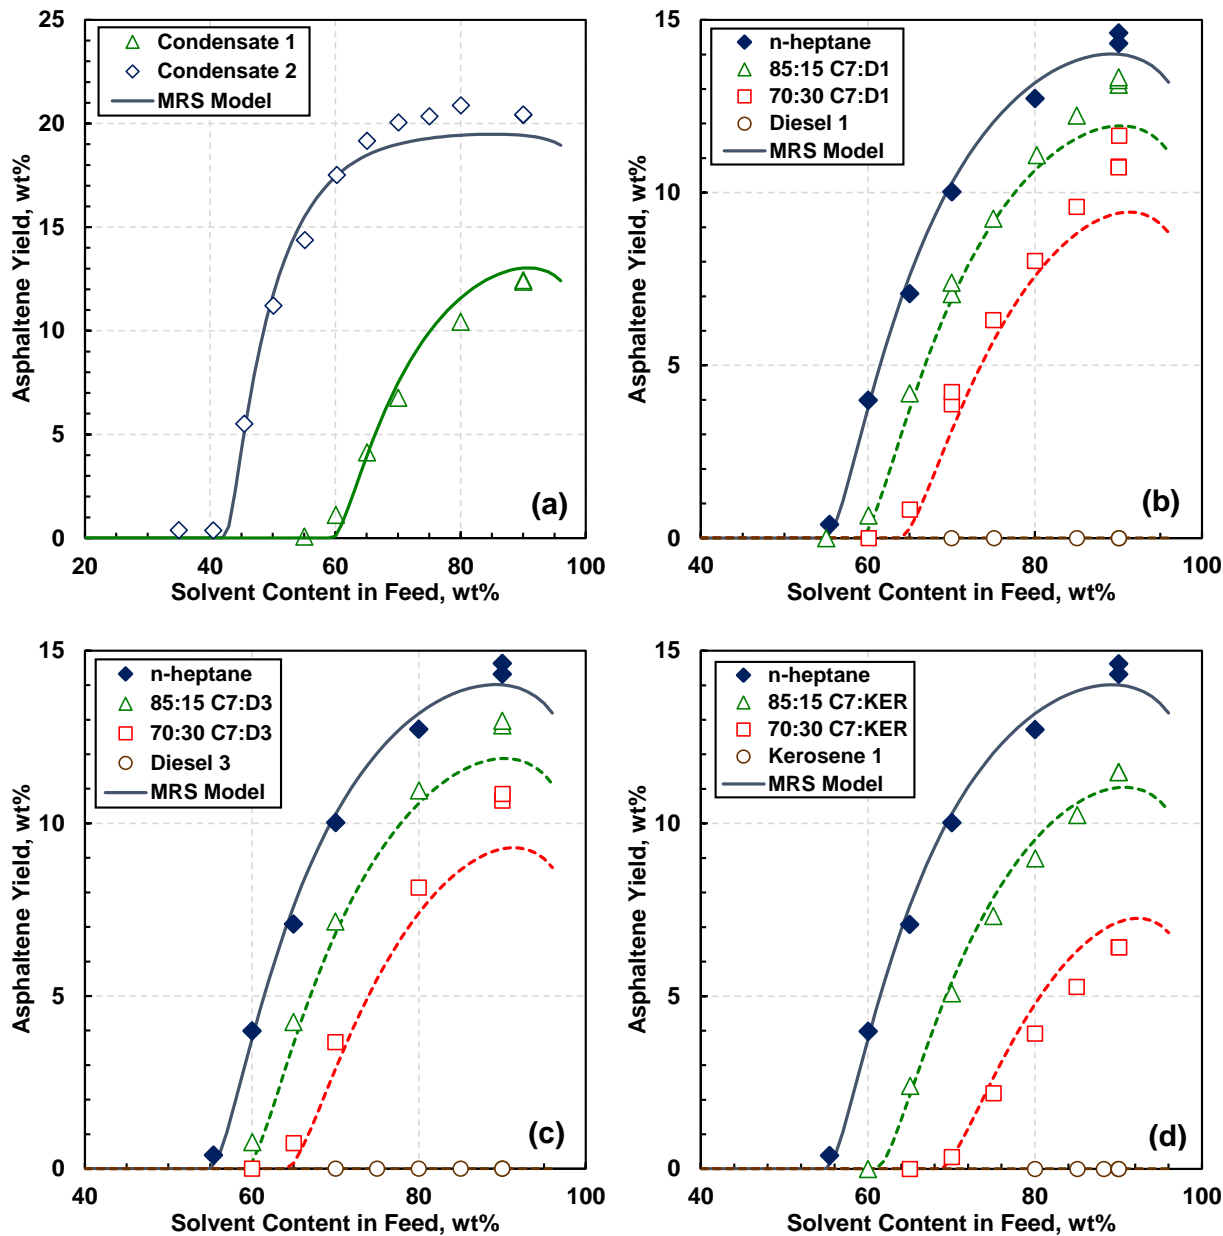 Asphaltene Yield, wt%
25
20
15
10
5
0
Condensate 1
Condensate 2
MRS Model
(a)
20 40 60 80 100
Solvent Content in Feed, wt%
Asphaltene Yield, wt%
15
10
5
0
n-heptane
85:15 C7:D1
70:30 C7:D1
Diesel 1
MRS Model
(b)
40 60 80 100
Solvent Content in Feed, wt%
Asphaltene Yield, wt%
15
10
5
0
n-heptane
85:15 C7:D3
70:30 C7:D3
Diesel 3
MRS Model
(c)
40 60 80 100
Solvent Content in Feed, wt%
Asphaltene Yield, wt%
15
10
5
0
n-heptane
85:15 C7:KER
70:30 C7:KER
Kerosene 1
MRS Model
(d)
40 60 80 100
Solvent Content in Feed, wt%